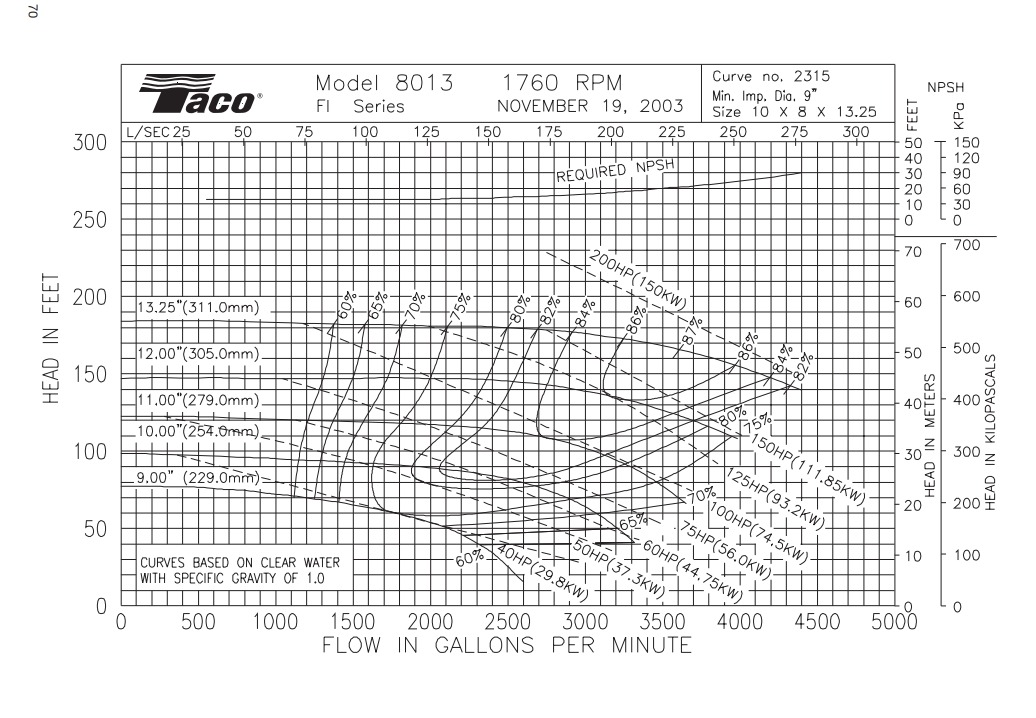 70
Taco®
Model 8013 1760 RPM
FI Series NOVEMBER 19, 2003
Curve no. 2315
Min. Imp. Dia. 9"
Size 10 X 8 X 13.25
NPSH
L/SEC 25 50 75 100 125 150 175 200 225 250 275 300
FEET
KPa
300
250
200
150
100
50
0
HEAD IN FEET
50 150
40 120
30 90
20 60
10 30
0 0
REQUIRED NPSH
70
60
50
40
30
20
10
0
HEAD IN METERS
700
600
500
400
300
200
100
0
HEAD IN KILOPASCALS
200HP(150KW)
13.25"(311.0mm)
12.00"(305.0mm)
11.00"(279.0mm)
10.00"(254.0mm)
9.00" (229.0mm)
60%
65%
70%
75%
80%
82%
84%
86%
87%
86%
84%
82%
80%
75%
70%
65%
60%
150HP(111.85KW)
125HP(93.2KW)
100HP(74.5KW)
75HP(56.0KW)
60HP(44.75KW)
50HP(37.3KW)
40HP(29.8KW)
CURVES BASED ON CLEAR WATER
WITH SPECIFIC GRAVITY OF 1.0
0 500 1000 1500 2000 2500 3000 3500 4000 4500 5000
FLOW IN GALLONS PER MINUTE